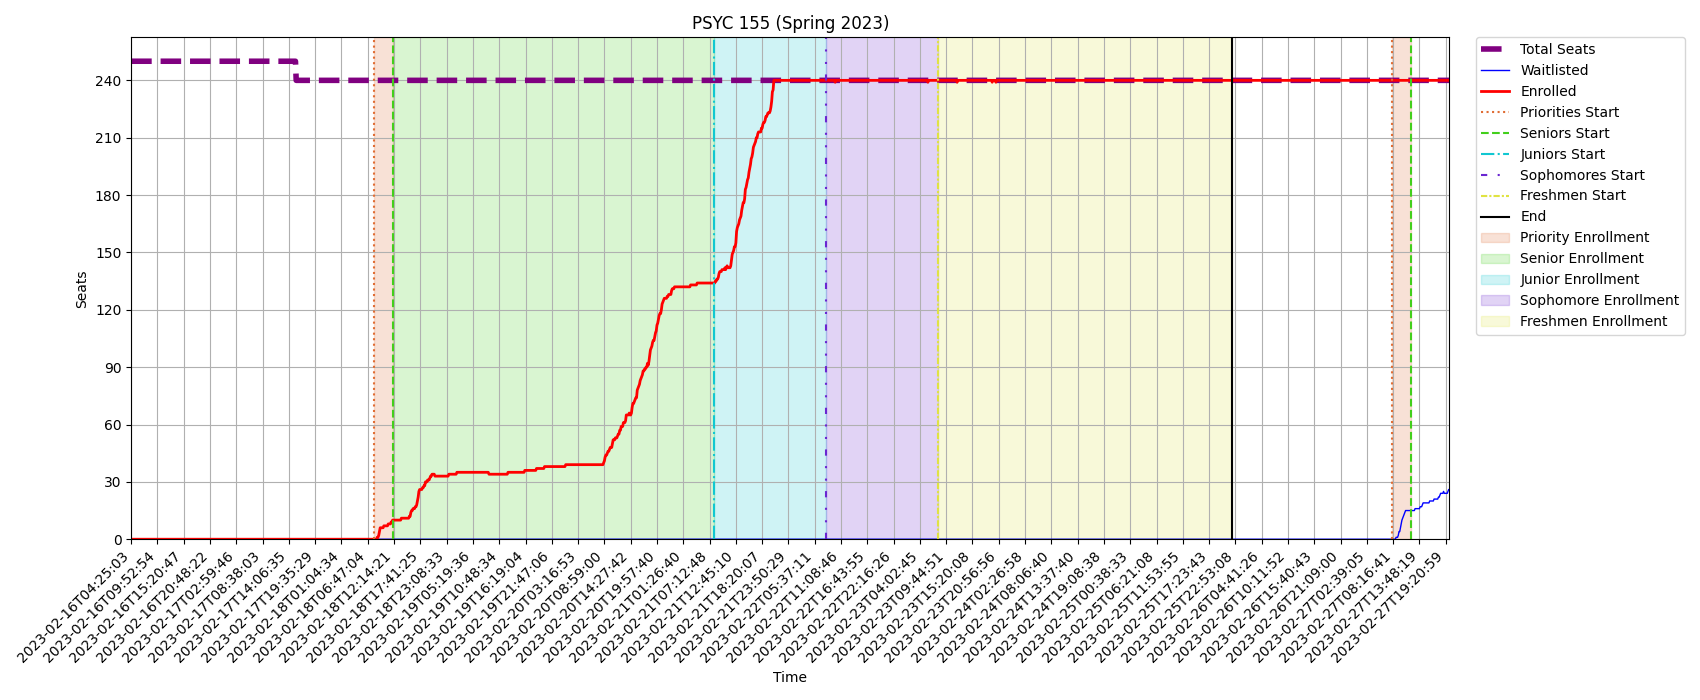 PSYC 155 (Spring 2023)
Total Seats
Waitlisted
Enrolled
Priorities Start
Seniors Start
Juniors Start
Sophomores Start
Freshmen Start
End
Priority Enrollment
Senior Enrollment
Junior Enrollment
Sophomore Enrollment
Freshmen Enrollment
Seats
240
210
180
150
120
90
60
30
0
2023-02-16T04:25:03
2023-02-16T09:52:54
2023-02-16T15:20:47
2023-02-16T20:48:22
2023-02-17T02:59:46
2023-02-17T08:38:03
2023-02-17T14:06:35
2023-02-17T19:35:29
2023-02-18T01:04:34
2023-02-18T06:47:04
2023-02-18T12:14:21
2023-02-18T17:41:25
2023-02-18T23:08:33
2023-02-19T05:19:36
2023-02-19T10:48:34
2023-02-19T16:19:04
2023-02-19T21:47:06
2023-02-20T03:16:53
2023-02-20T08:59:00
2023-02-20T14:27:42
2023-02-20T19:57:40
2023-02-21T01:26:40
2023-02-21T07:12:48
2023-02-21T12:45:10
2023-02-21T18:20:07
2023-02-21T23:50:29
2023-02-22T05:37:11
2023-02-22T11:08:46
2023-02-22T16:43:55
2023-02-22T22:16:26
2023-02-23T04:02:45
2023-02-23T09:44:51
2023-02-23T15:20:08
2023-02-23T20:56:56
2023-02-24T02:26:58
2023-02-24T08:06:40
2023-02-24T13:37:40
2023-02-24T19:08:38
2023-02-25T00:38:33
2023-02-25T06:21:08
2023-02-25T11:53:55
2023-02-25T17:23:43
2023-02-25T22:53:08
2023-02-26T04:41:26
2023-02-26T10:11:52
2023-02-26T15:40:43
2023-02-26T21:09:00
2023-02-27T02:39:05
2023-02-27T08:16:41
2023-02-27T13:48:19
2023-02-27T19:20:59
Time